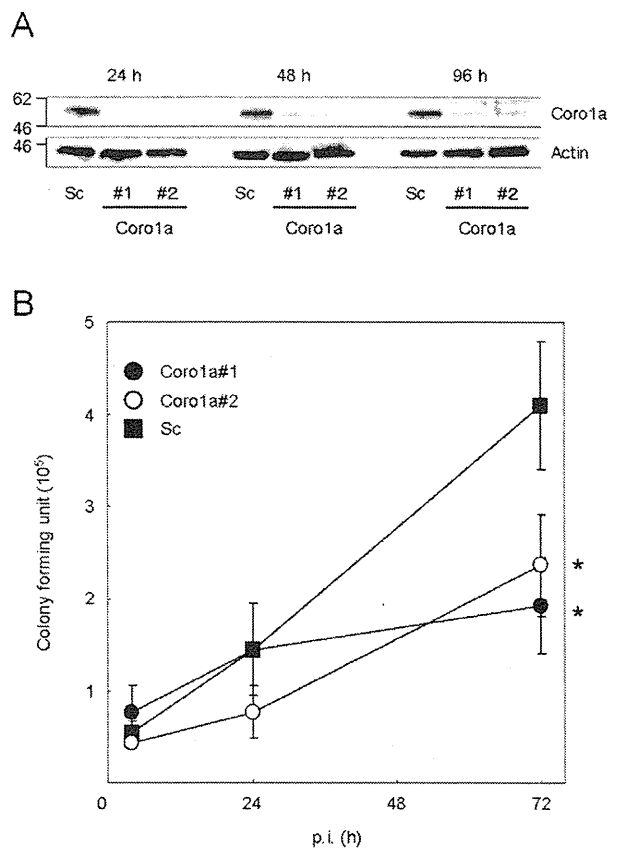 A
24 h 48 h 96 h
62
46
Coro1a
46
Actin
Sc #1 #2 Sc #1 #2 Sc #1 #2
Coro1a Coro1a Coro1a
B
5
4
3
2
1
Coro1a#1
Coro1a#2
Sc
Colony forming unit (10⁵)
*
*
0 24 48 72
p.i. (h)